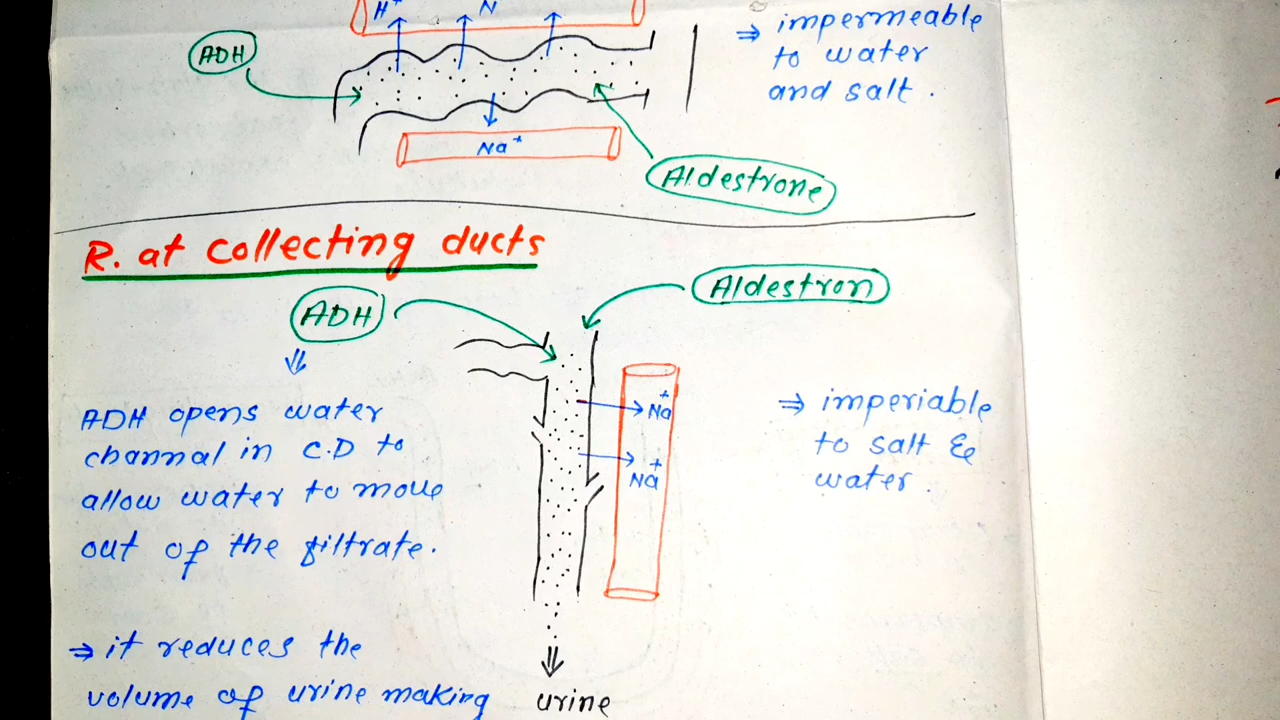 H+ N
ADH
⇒ impermeable
to water
and salt.
Na+
Aldestrone
R. at collecting ducts
ADH
Aldestron
⇓
ADH opens water
channal in C.D to
allow water to move
out of the filtrate.
Na+
Na+
⇒ imperiable
to salt &
water.
⇒ it reduces the
volume of urine making
urine